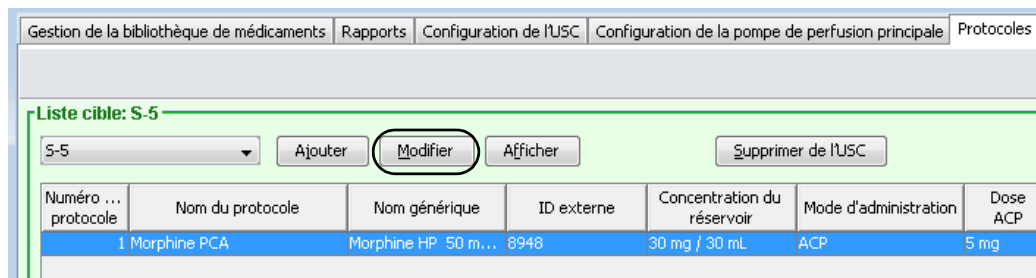 Gestion de la bibliothèque de médicaments Rapports Configuration de l'USC Configuration de la pompe de perfusion principale Protocoles
Liste cible: S-5
S-5 Ajouter Modifier Afficher Supprimer de l'USC
Numéro ... protocole Nom du protocole Nom générique ID externe Concentration du réservoir Mode d'administration Dose ACP
1 Morphine PCA Morphine HP 50 m... 8948 30 mg / 30 mL ACP 5 mg